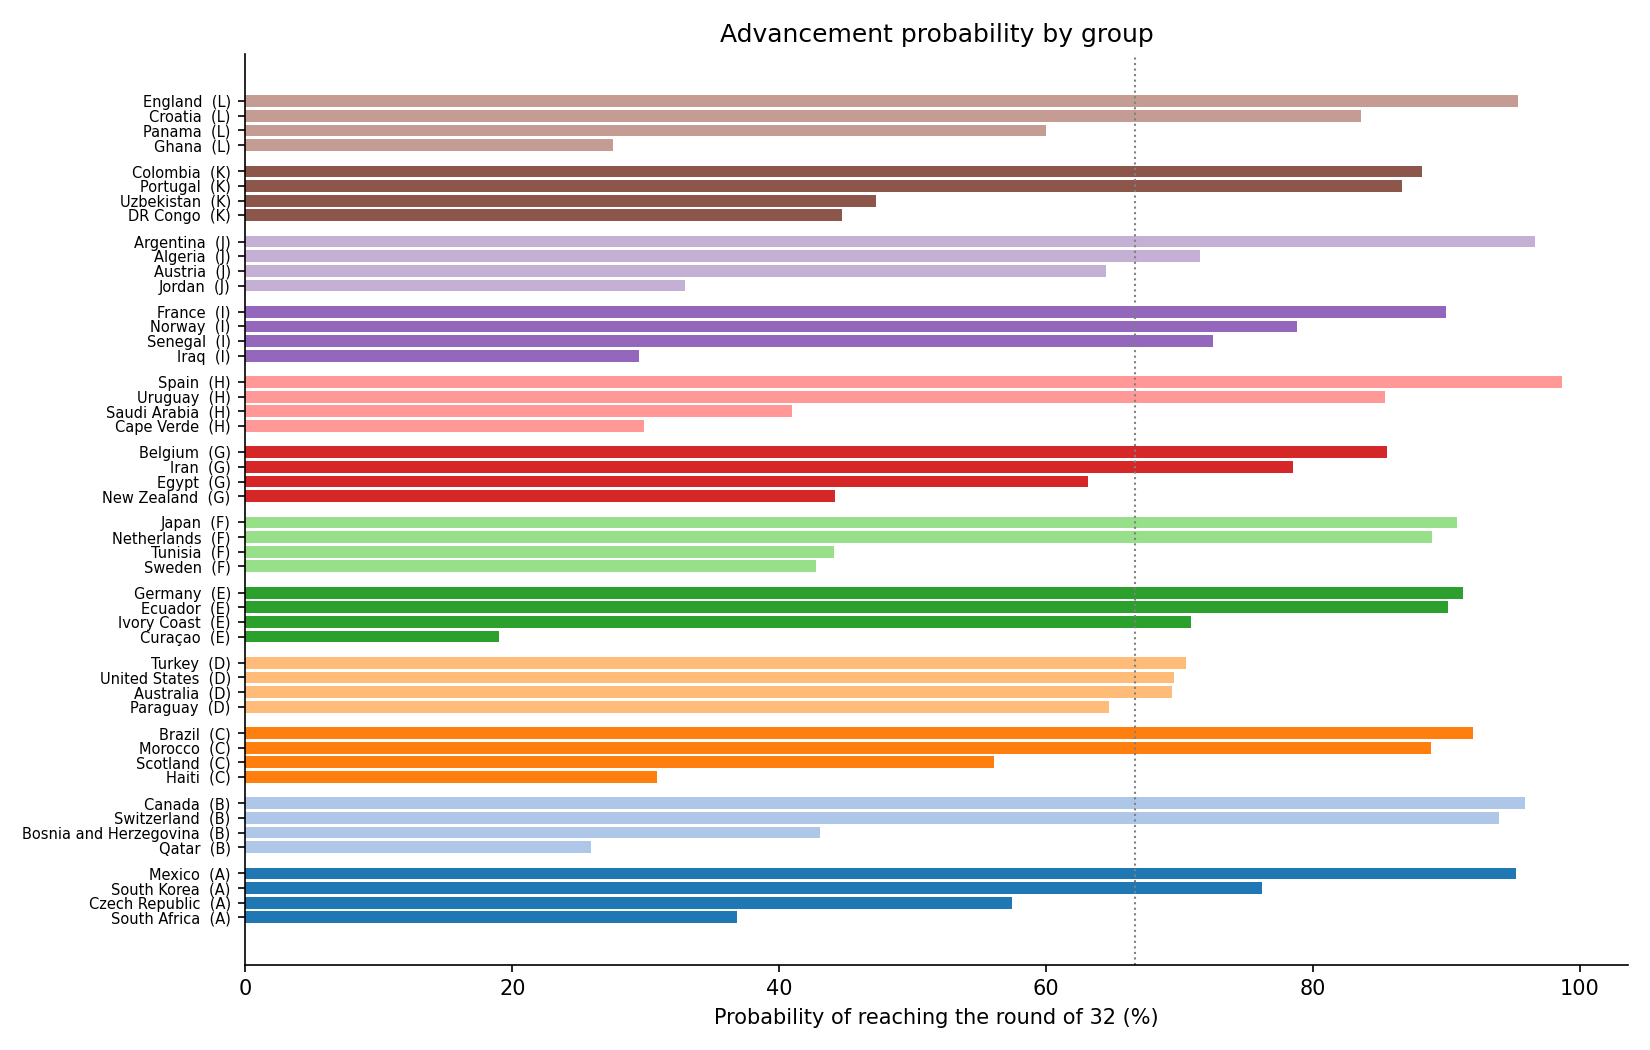 Advancement probability by group
England (L)
Croatia (L)
Panama (L)
Ghana (L)
Colombia (K)
Portugal (K)
Uzbekistan (K)
DR Congo (K)
Argentina (J)
Algeria (J)
Austria (J)
Jordan (J)
France (I)
Norway (I)
Senegal (I)
Iraq (I)
Spain (H)
Uruguay (H)
Saudi Arabia (H)
Cape Verde (H)
Belgium (G)
Iran (G)
Egypt (G)
New Zealand (G)
Japan (F)
Netherlands (F)
Tunisia (F)
Sweden (F)
Germany (E)
Ecuador (E)
Ivory Coast (E)
Curaçao (E)
Turkey (D)
United States (D)
Australia (D)
Paraguay (D)
Brazil (C)
Morocco (C)
Scotland (C)
Haiti (C)
Canada (B)
Switzerland (B)
Bosnia and Herzegovina (B)
Qatar (B)
Mexico (A)
South Korea (A)
Czech Republic (A)
South Africa (A)
0 20 40 60 80 100
Probability of reaching the round of 32 (%)